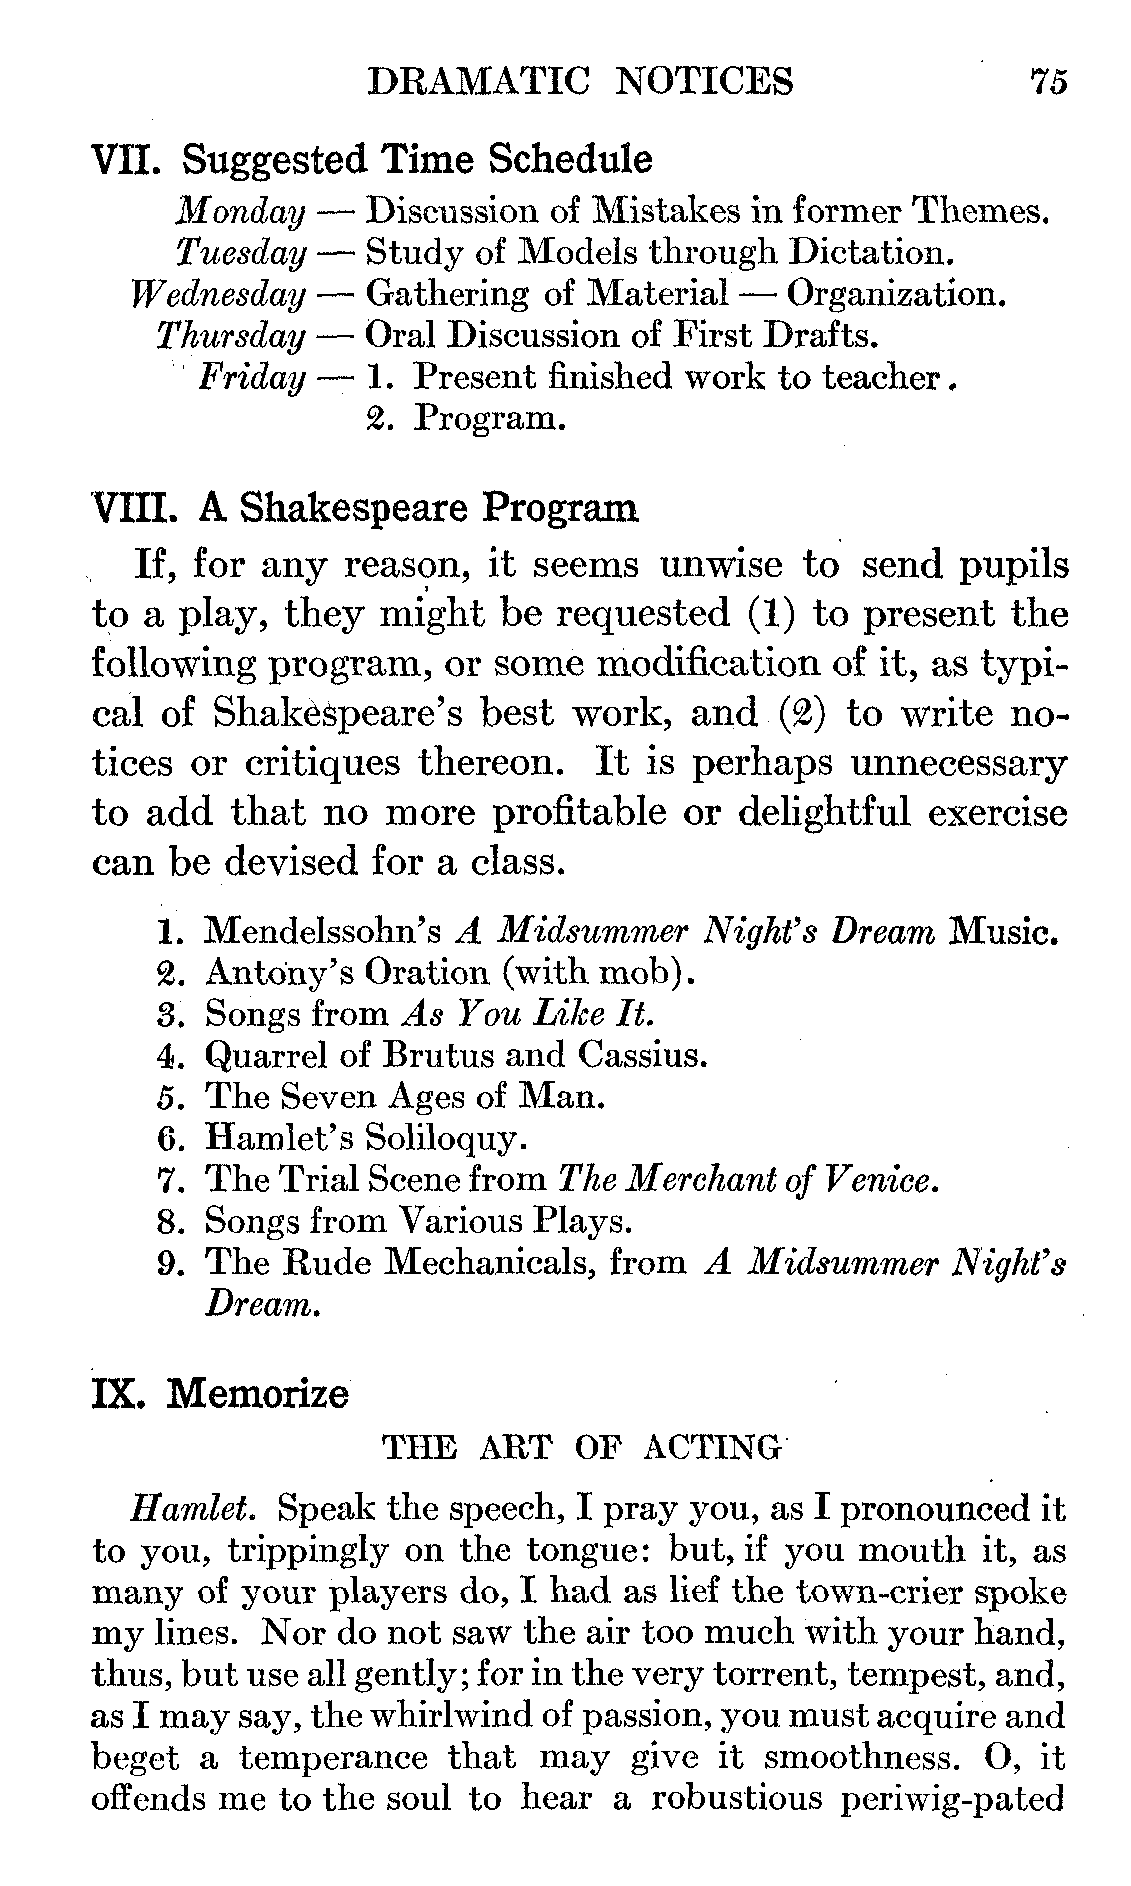 DRAMATIC NOTICES 75
VII. Suggested Time Schedule
Monday — Discussion of Mistakes in former Themes.
Tuesday — Study of Models through Dictation.
Wednesday — Gathering of Material — Organization.
Thursday — Oral Discussion of First Drafts.
Friday — 1. Present finished work to teacher.
2. Program.
VIII. A Shakespeare Program
If, for any reason, it seems unwise to send pupils
to a play, they might be requested (1) to present the
following program, or some modification of it, as typi-
cal of Shakespeare's best work, and (2) to write no-
tices or critiques thereon. It is perhaps unnecessary
to add that no more profitable or delightful exercise
can be devised for a class.
1. Mendelssohn's A Midsummer Night's Dream Music.
2. Antony's Oration (with mob).
3. Songs from As You Like It.
4. Quarrel of Brutus and Cassius.
5. The Seven Ages of Man.
6. Hamlet's Soliloquy.
7. The Trial Scene from The Merchant of Venice.
8. Songs from Various Plays.
9. The Rude Mechanicals, from A Midsummer Night's
Dream.
IX. Memorize
THE ART OF ACTING
Hamlet. Speak the speech, I pray you, as I pronounced it
to you, trippingly on the tongue: but, if you mouth it, as
many of your players do, I had as lief the town-crier spoke
my lines. Nor do not saw the air too much with your hand,
thus, but use all gently; for in the very torrent, tempest, and,
as I may say, the whirlwind of passion, you must acquire and
beget a temperance that may give it smoothness. O, it
offends me to the soul to hear a robustious periwig-pated